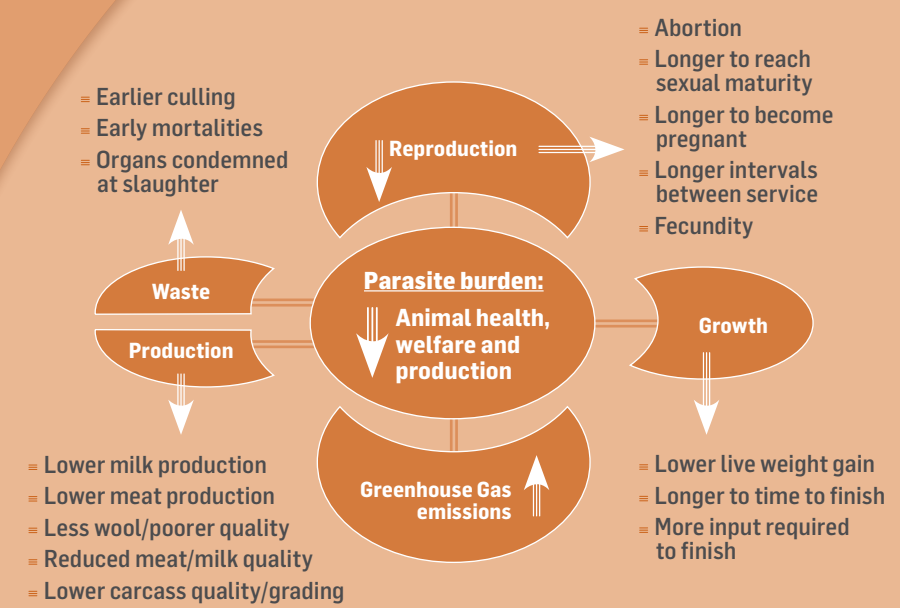 Abortion
Longer to reach
sexual maturity
Longer to become
pregnant
Longer intervals
between service
Fecundity
Earlier culling
Early mortalities
Organs condemned
at slaughter
Reproduction
Waste
Production
Parasite burden:
Animal health,
welfare and
production
Growth
Greenhouse Gas
emissions
Lower milk production
Lower meat production
Less wool/poorer quality
Reduced meat/milk quality
Lower carcass quality/grading
Lower live weight gain
Longer to time to finish
More input required
to finish